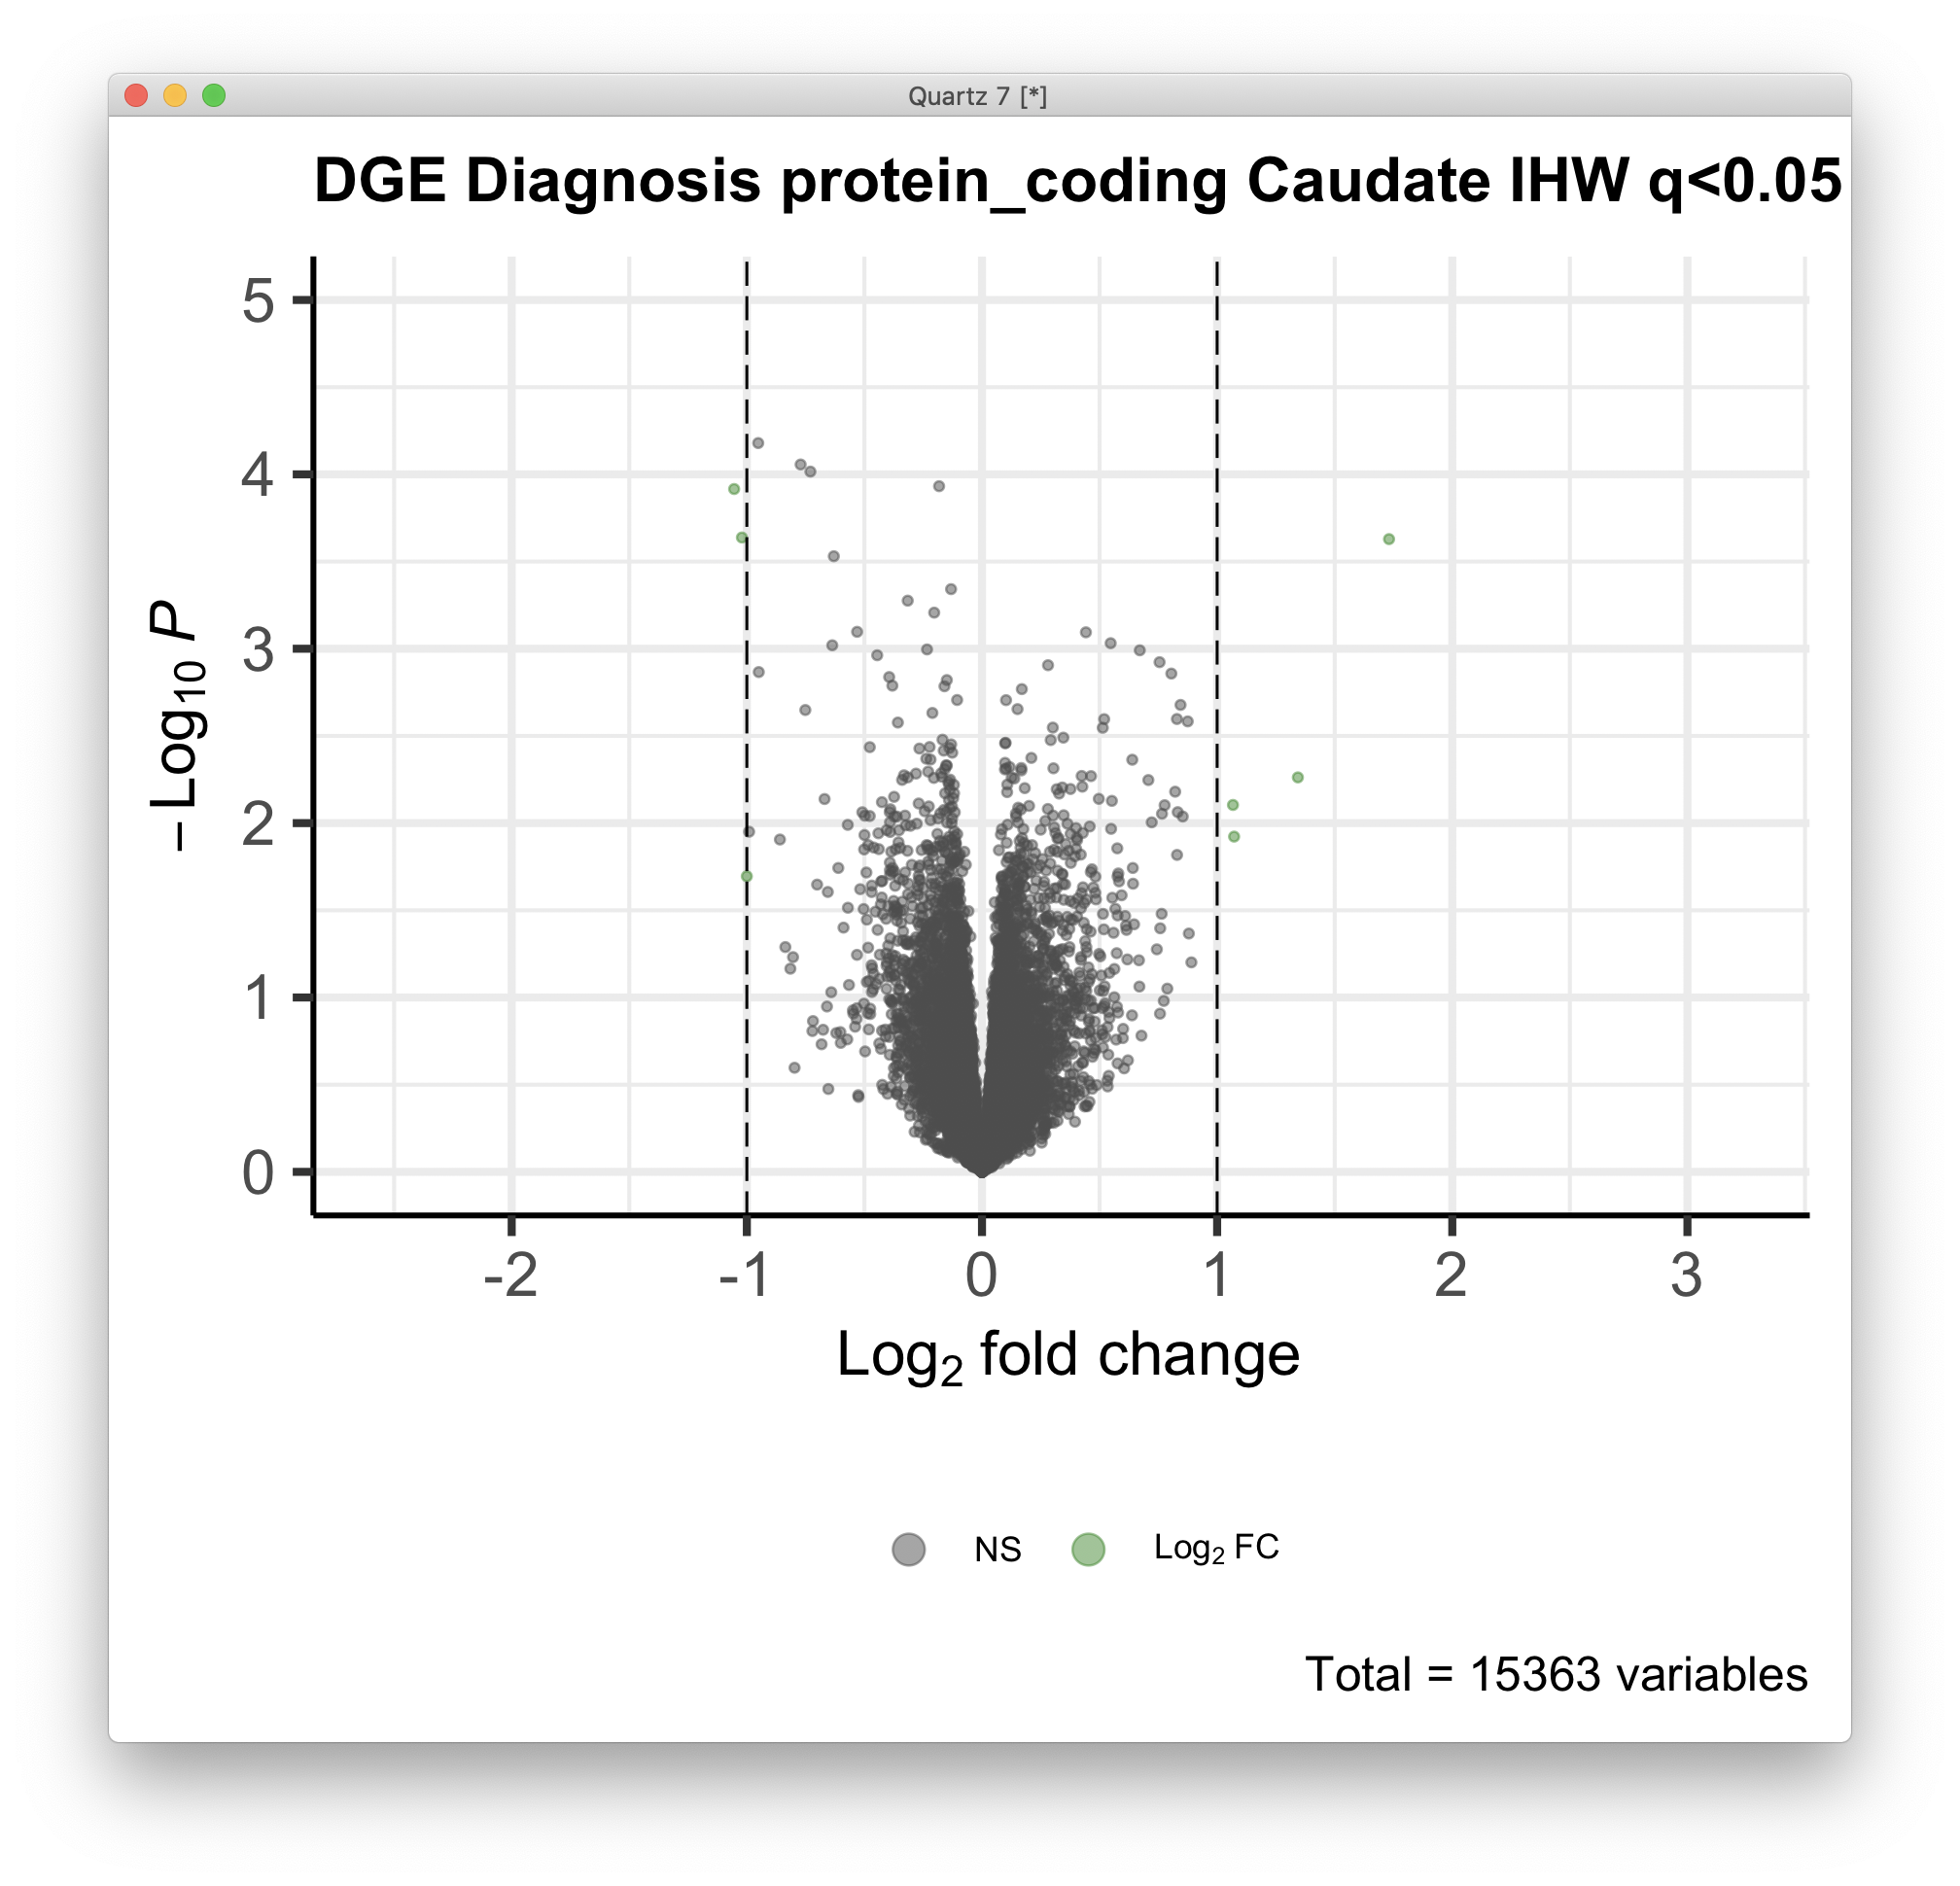 Quartz 7 [*]
DGE Diagnosis protein_coding Caudate IHW q<0.05
5
4
3
2
1
0
−Log₁₀ P
-2 -1 0 1 2 3
Log₂ fold change
NS Log₂ FC
Total = 15363 variables